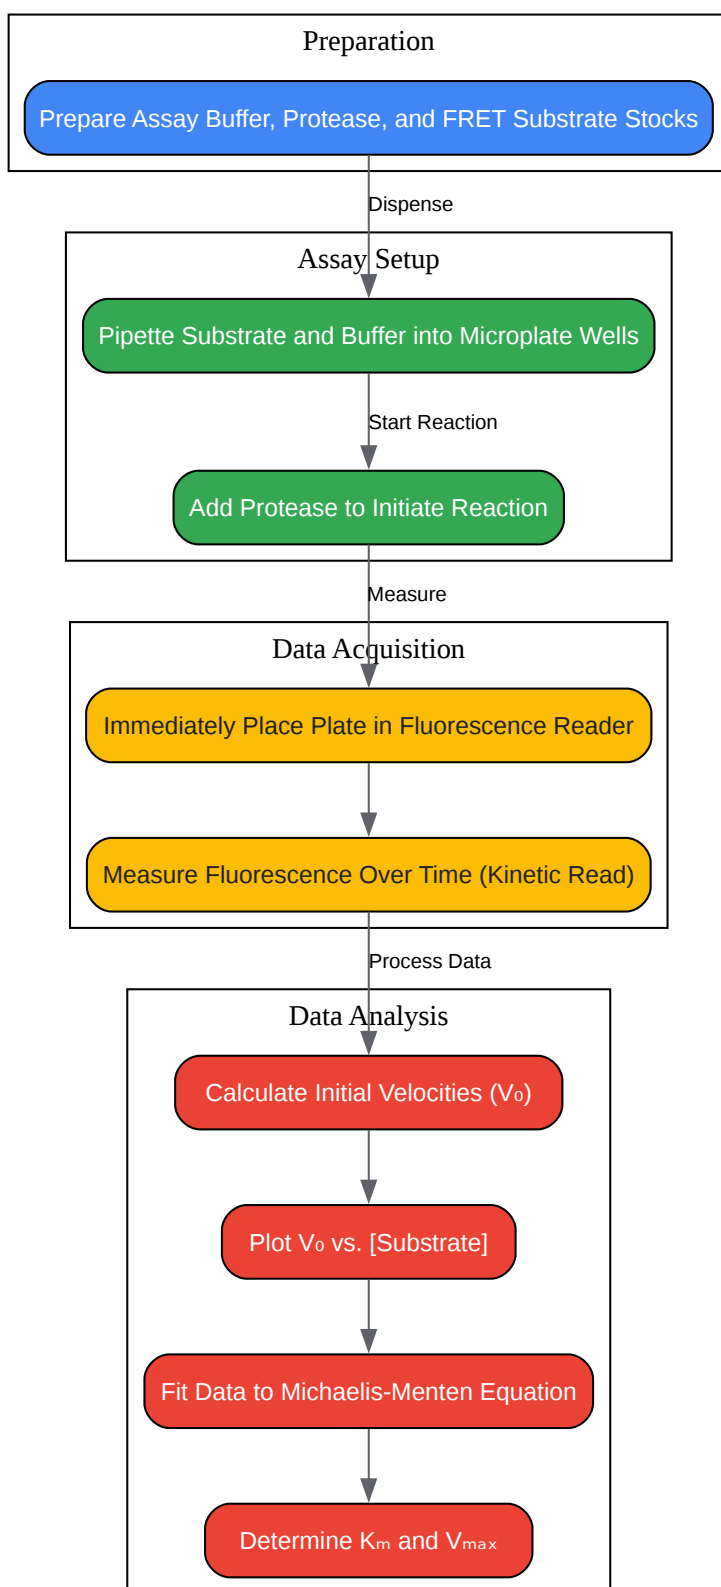 Preparation
Prepare Assay Buffer, Protease, and FRET Substrate Stocks
Dispense
Assay Setup
Pipette Substrate and Buffer into Microplate Wells
Start Reaction
Add Protease to Initiate Reaction
Measure
Data Acquisition
Immediately Place Plate in Fluorescence Reader
Measure Fluorescence Over Time (Kinetic Read)
Process Data
Data Analysis
Calculate Initial Velocities (V₀)
Plot V₀ vs. [Substrate]
Fit Data to Michaelis-Menten Equation
Determine Kₘ and Vₘₐₓ